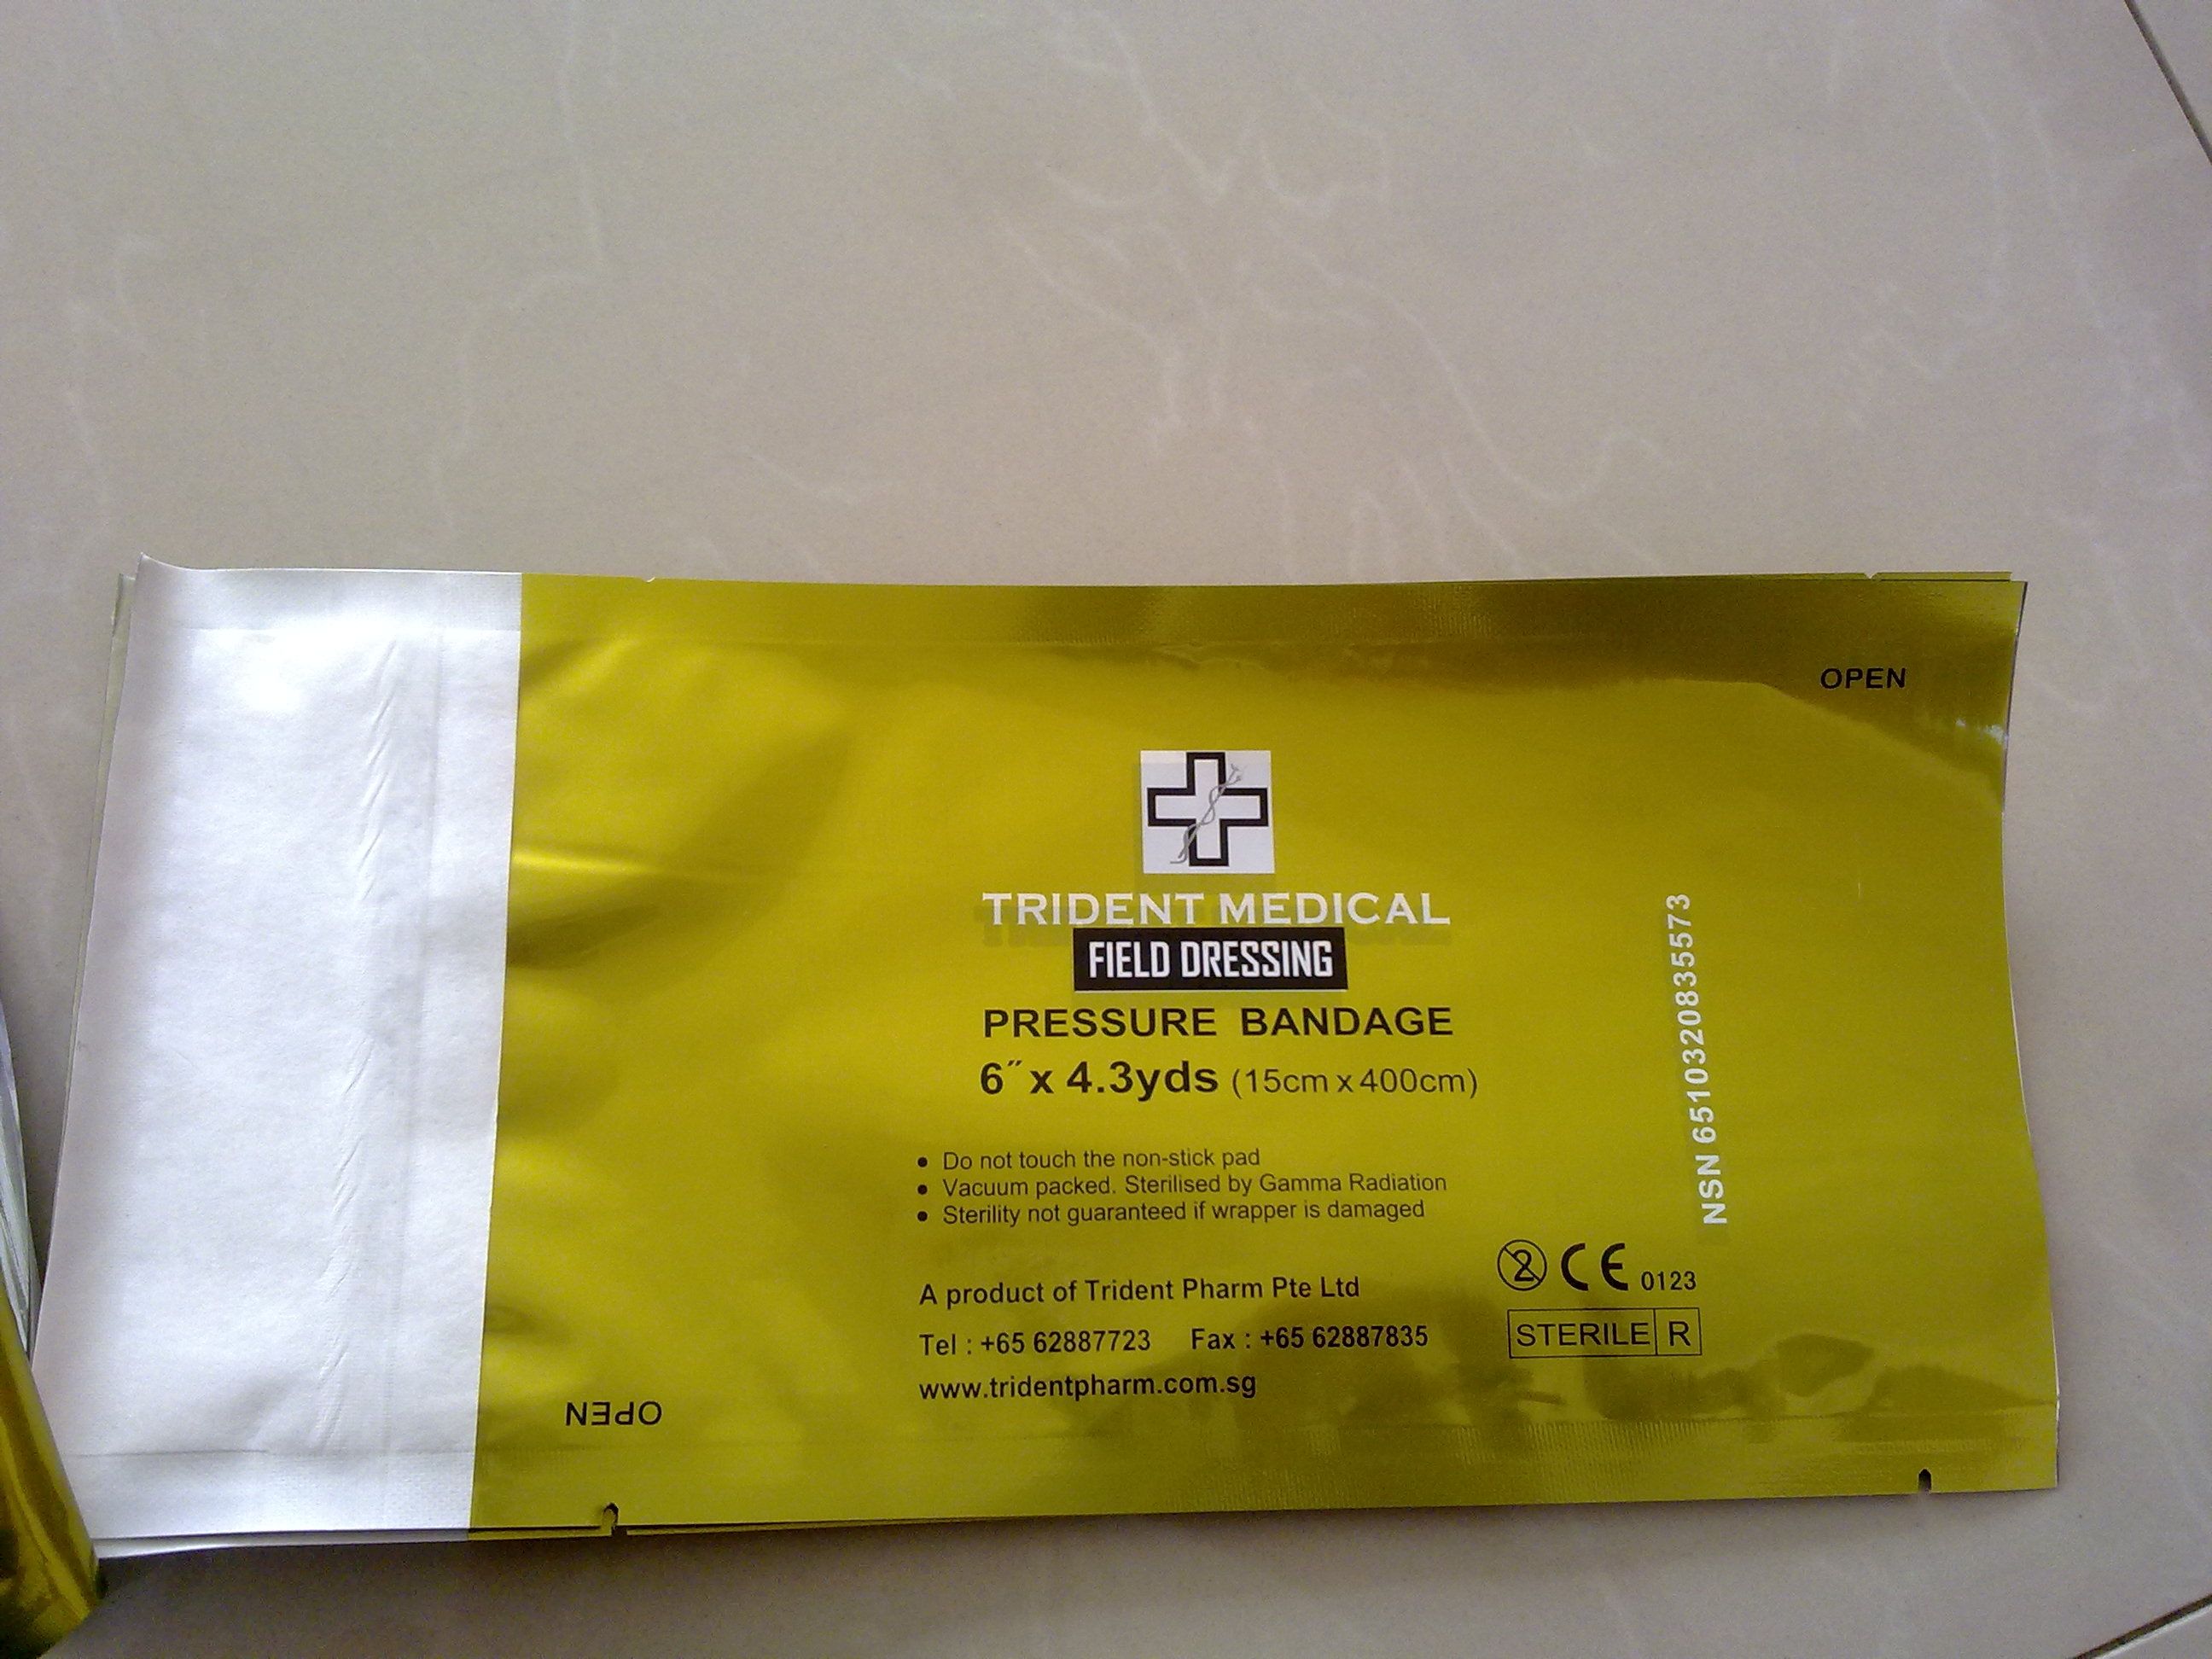 OPEN
TRIDENT MEDICAL
FIELD DRESSING
PRESSURE BANDAGE
6″ x 4.3yds (15cm x 400cm)
NSN 6510320835573
• Do not touch the non-stick pad
• Vacuum packed. Sterilised by Gamma Radiation
• Sterility not guaranteed if wrapper is damaged
2 CE 0123
A product of Trident Pharm Pte Ltd
STERILE R
Tel : +65 62887723 Fax : +65 62887835
www.tridentpharm.com.sg
OPEN